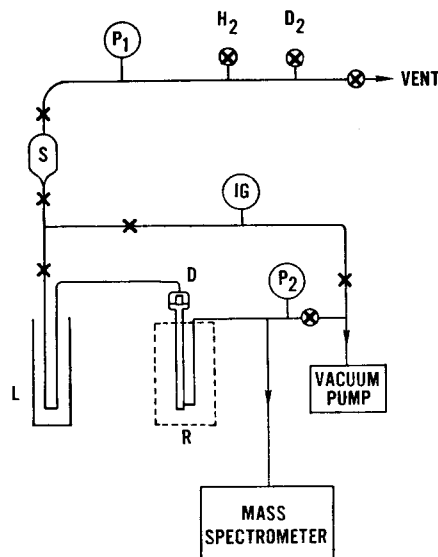 H2
D2
P1
VENT
S
IG
D
P2
L
R
VACUUM
PUMP
MASS
SPECTROMETER